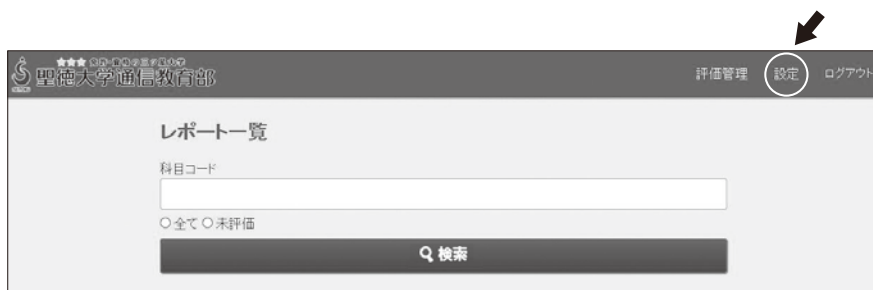 聖徳大学通信教育部
評価管理 設定 ログアウト
レポート一覧
科目コード
全て 未評価
検索